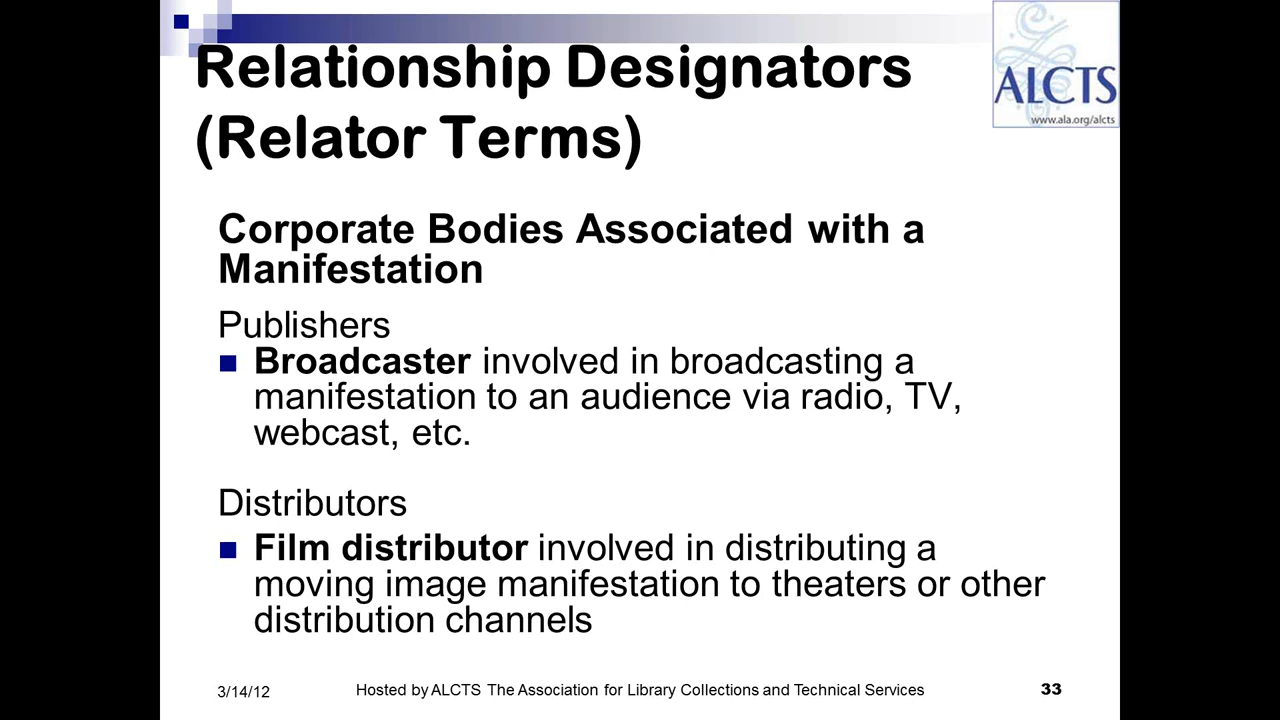 Relationship Designators
(Relator Terms)
ALCTS
www.ala.org/alcts
Corporate Bodies Associated with a
Manifestation
Publishers
Broadcaster involved in broadcasting a
manifestation to an audience via radio, TV,
webcast, etc.
Distributors
Film distributor involved in distributing a
moving image manifestation to theaters or other
distribution channels
3/14/12
Hosted by ALCTS The Association for Library Collections and Technical Services
33